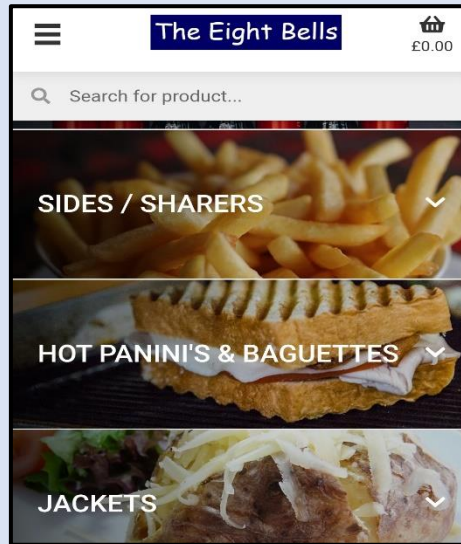 The Eight Bells
£0.00
Search for product...
SIDES / SHARERS
HOT PANINI'S & BAGUETTES
JACKETS